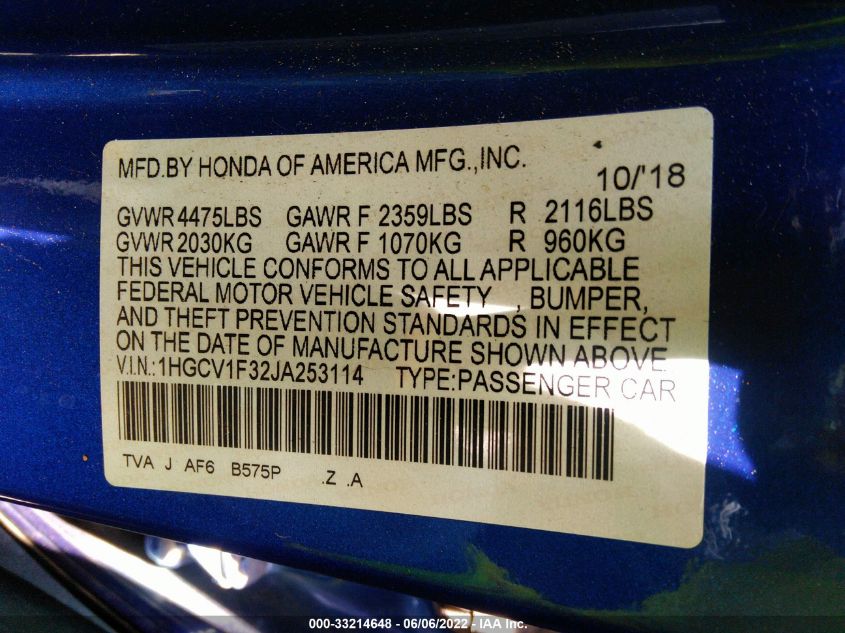 MFD.BY HONDA OF AMERICA MFG.,INC.
10/'18
GVWR 4475LBS GAWR F 2359LBS R 2116LBS
GVWR 2030KG GAWR F 1070KG R 960KG
THIS VEHICLE CONFORMS TO ALL APPLICABLE
FEDERAL MOTOR VEHICLE SAFETY , BUMPER,
AND THEFT PREVENTION STANDARDS IN EFFECT
ON THE DATE OF MANUFACTURE SHOWN ABOVE.
V.I.N.:1HGCV1F32JA253114 TYPE:PASSENGER CAR
TVA J AF6 B575P .Z .A
000-33214648 - 06/06/2022 - © IAA Inc.